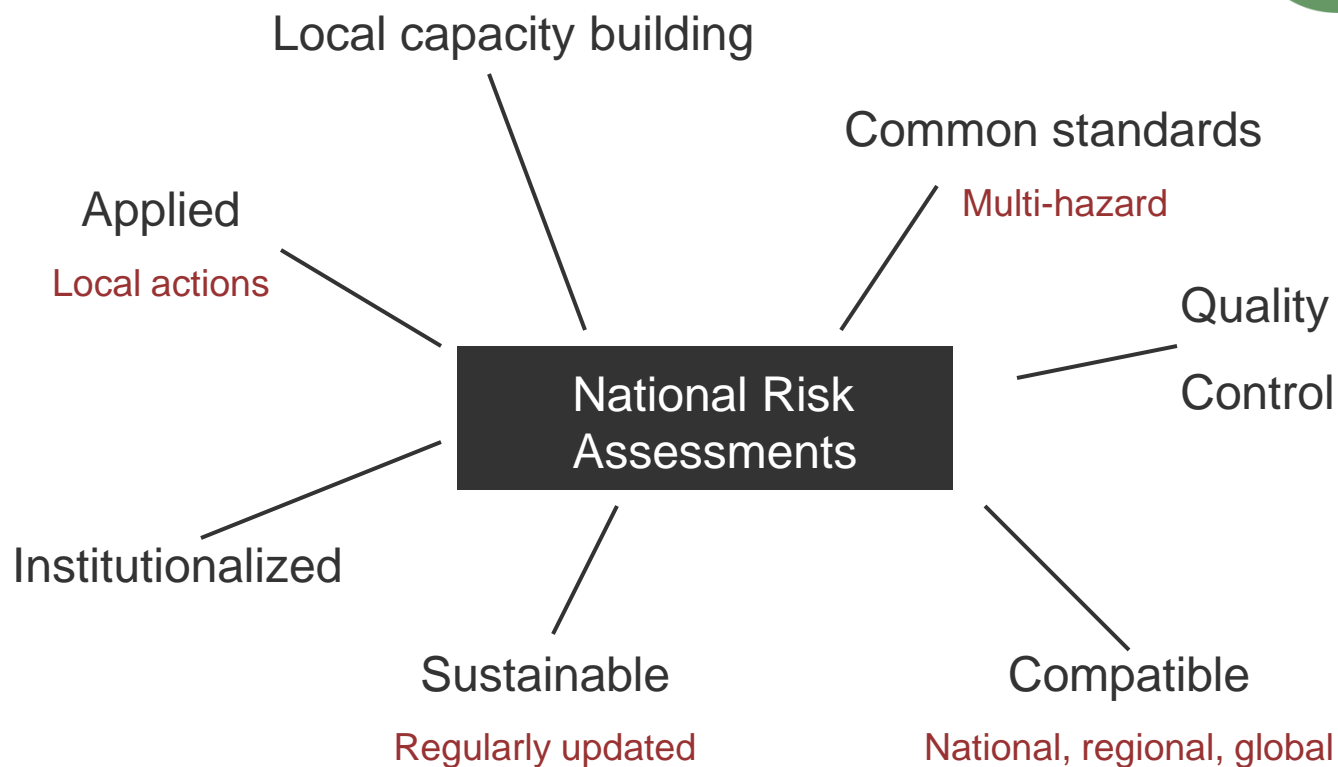 Local capacity building
Common standards
Multi-hazard
Applied
Local actions
Quality
Control
National Risk
Assessments
Institutionalized
Sustainable
Regularly updated
Compatible
National, regional, global